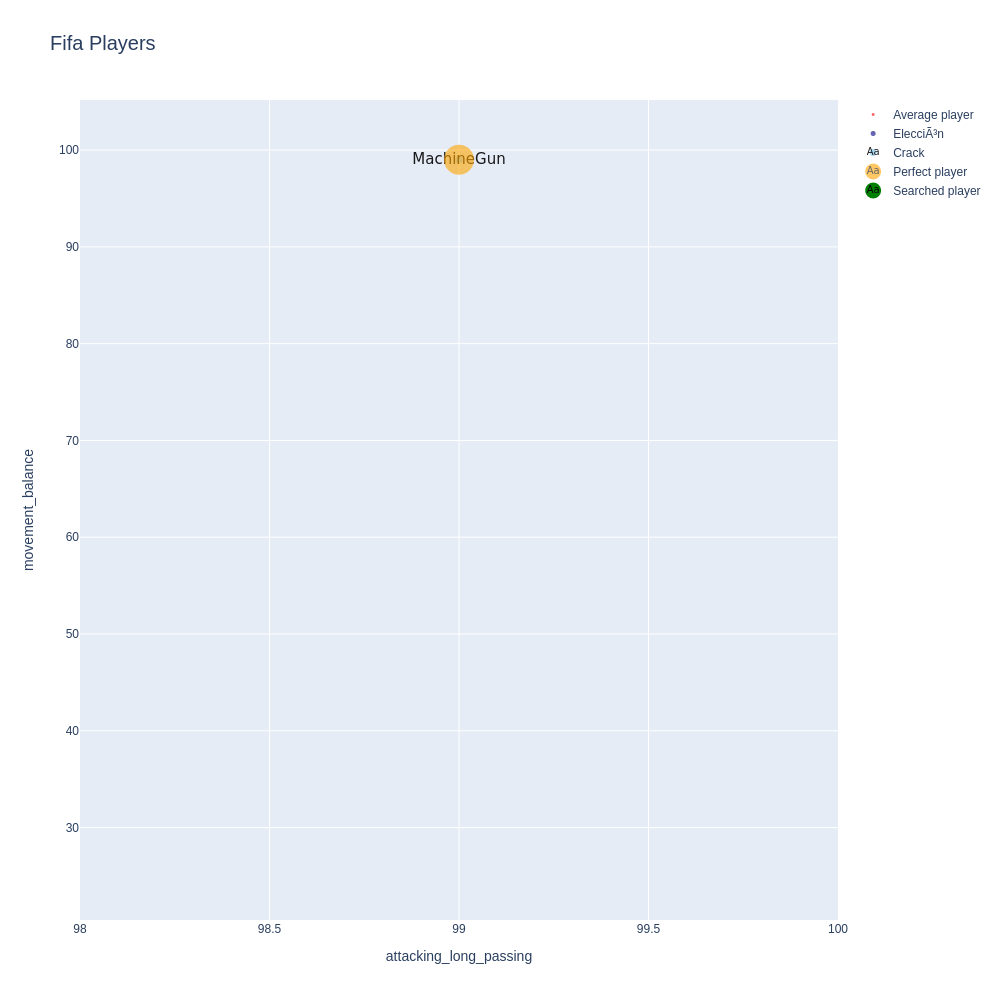 Fifa Players
100
90
80
70
60
50
40
30
movement_balance
98
98.5
99
99.5
100
attacking_long_passing
MachineGun
Average player
ElecciÃ³n
Aa Crack
Aa Perfect player
Aa Searched player